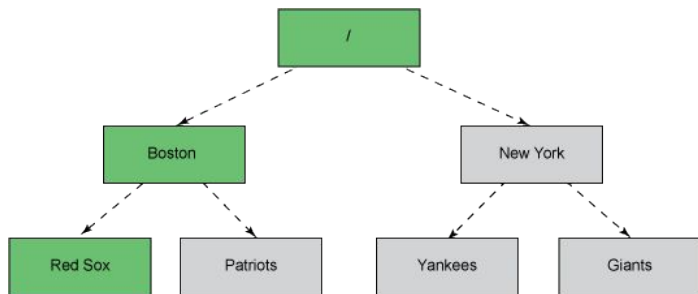 /
Boston
New York
Red Sox
Patriots
Yankees
Giants